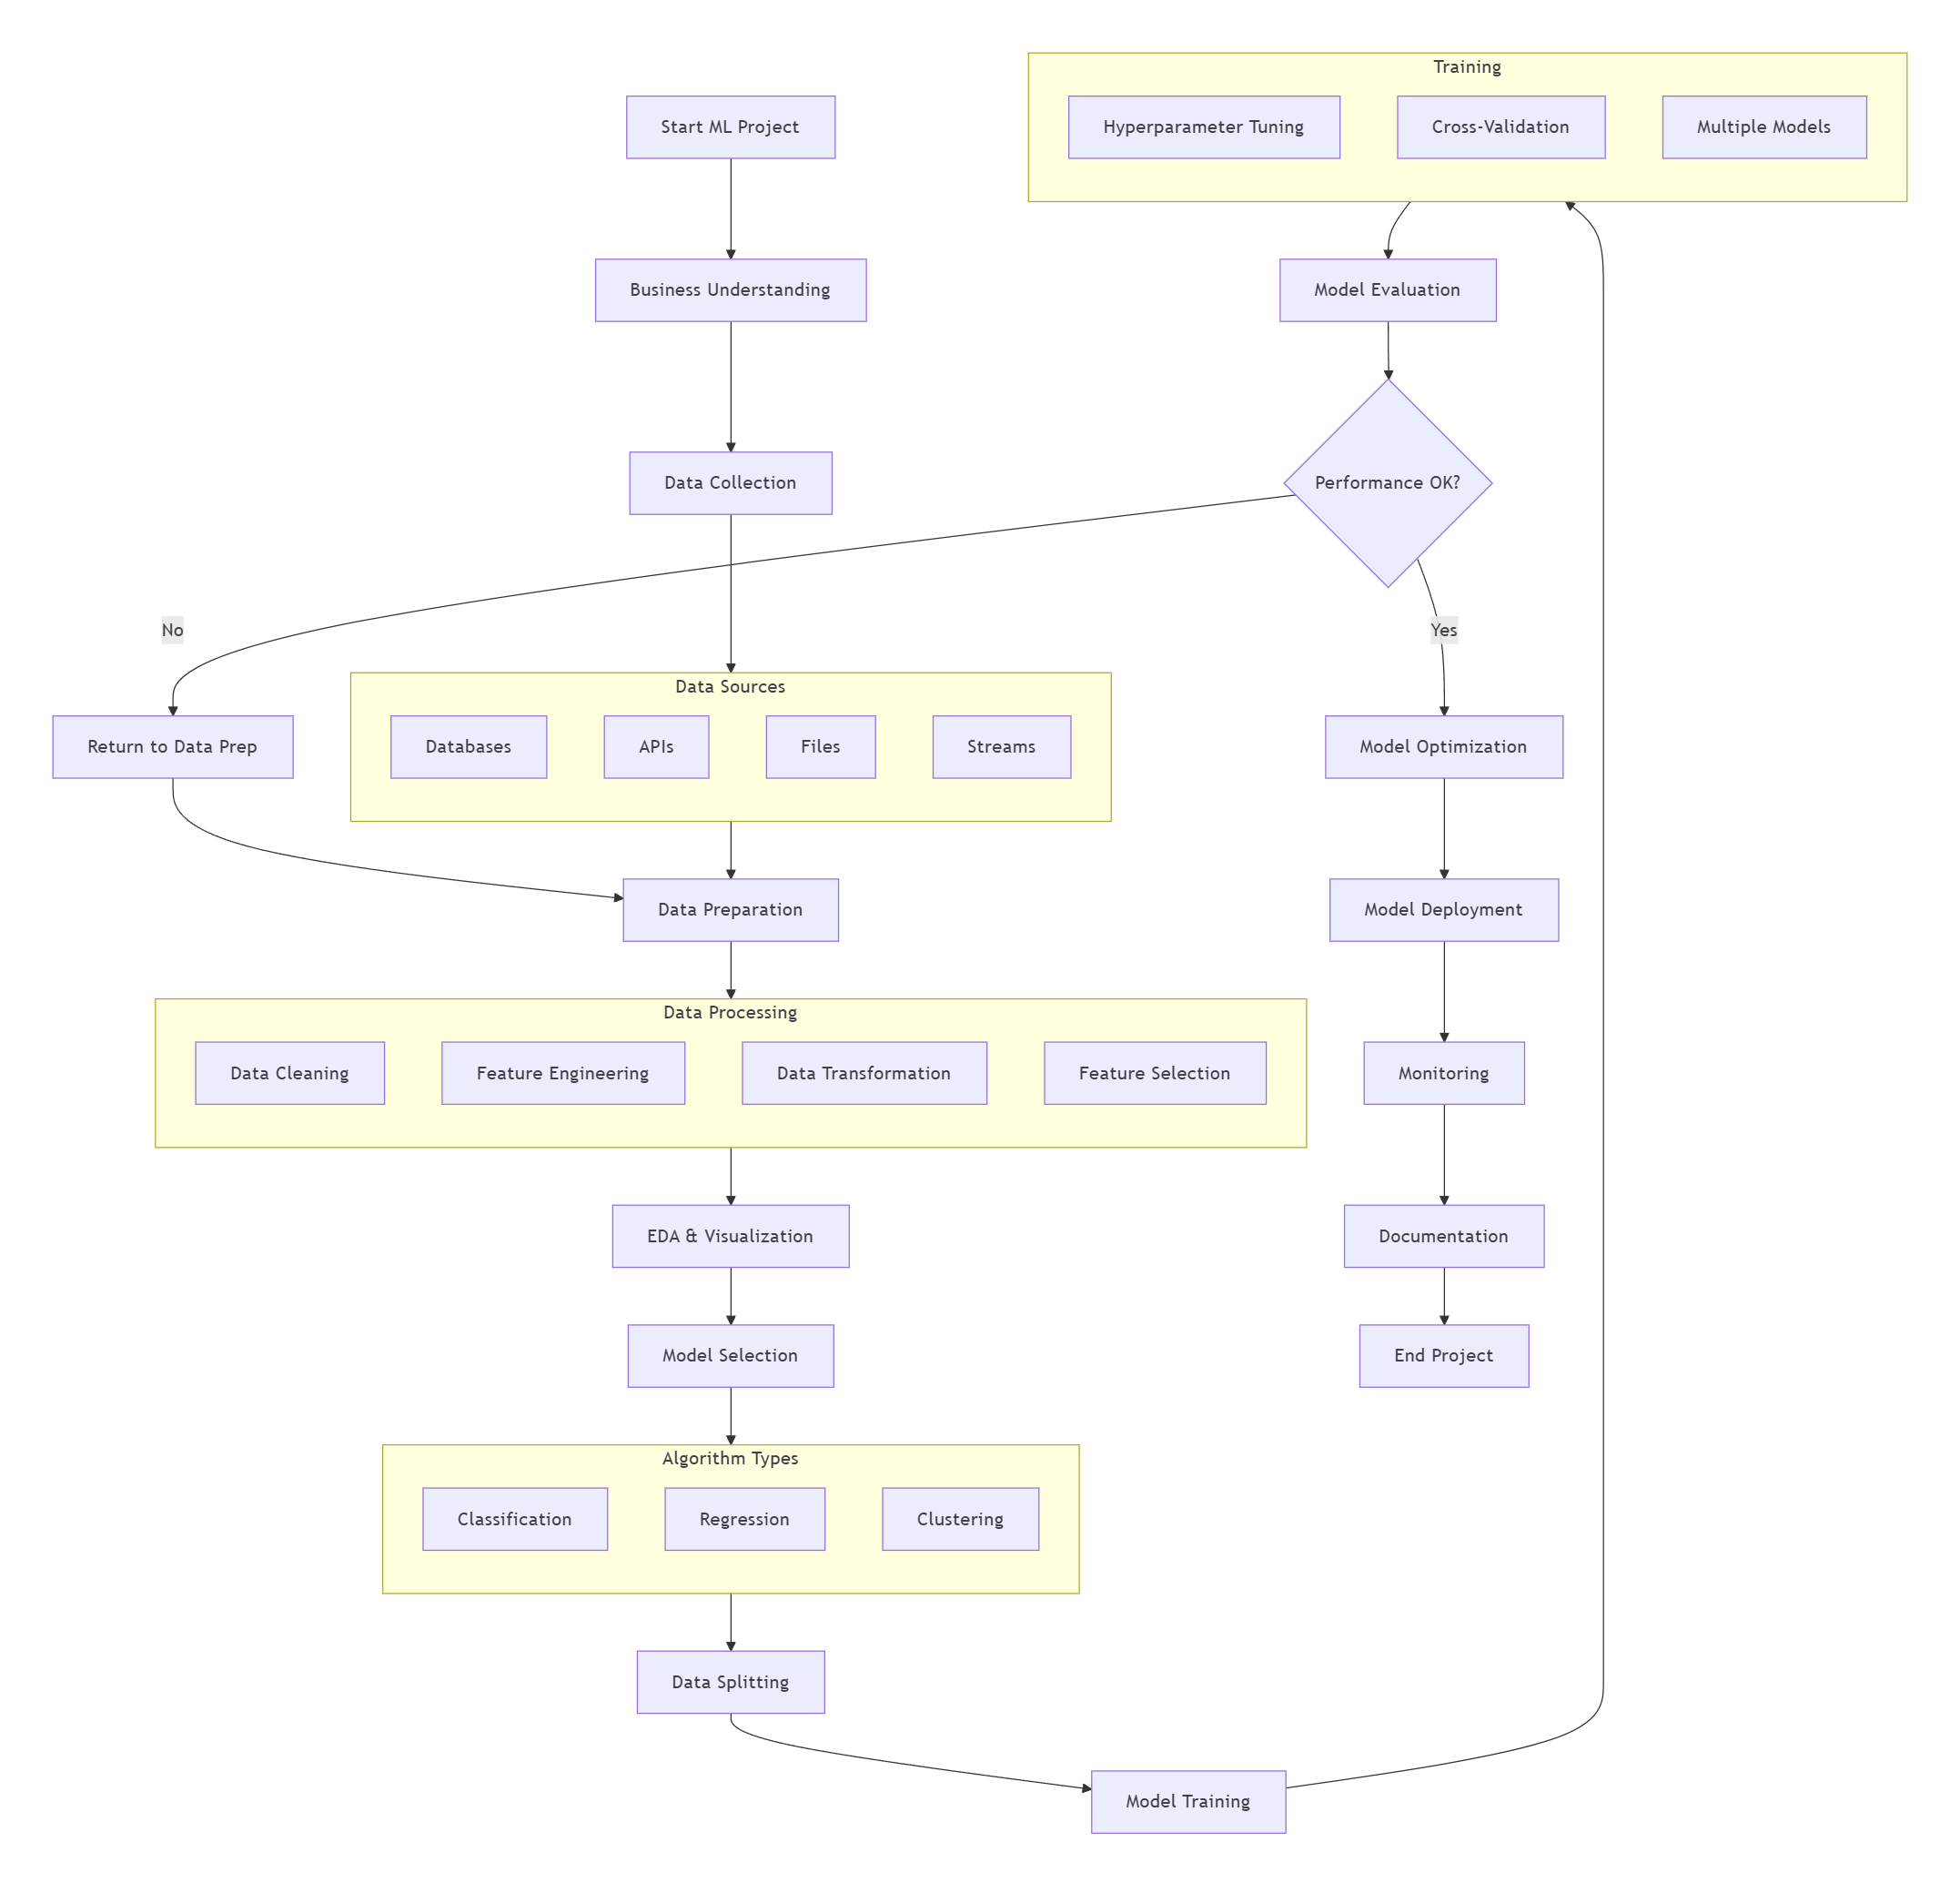 Start ML Project
Business Understanding
Data Collection
Data Sources
Databases
APIs
Files
Streams
No
Return to Data Prep
Data Preparation
Data Processing
Data Cleaning
Feature Engineering
Data Transformation
Feature Selection
EDA & Visualization
Model Selection
Algorithm Types
Classification
Regression
Clustering
Data Splitting
Model Training
Training
Hyperparameter Tuning
Cross-Validation
Multiple Models
Model Evaluation
Performance OK?
Yes
Model Optimization
Model Deployment
Monitoring
Documentation
End Project